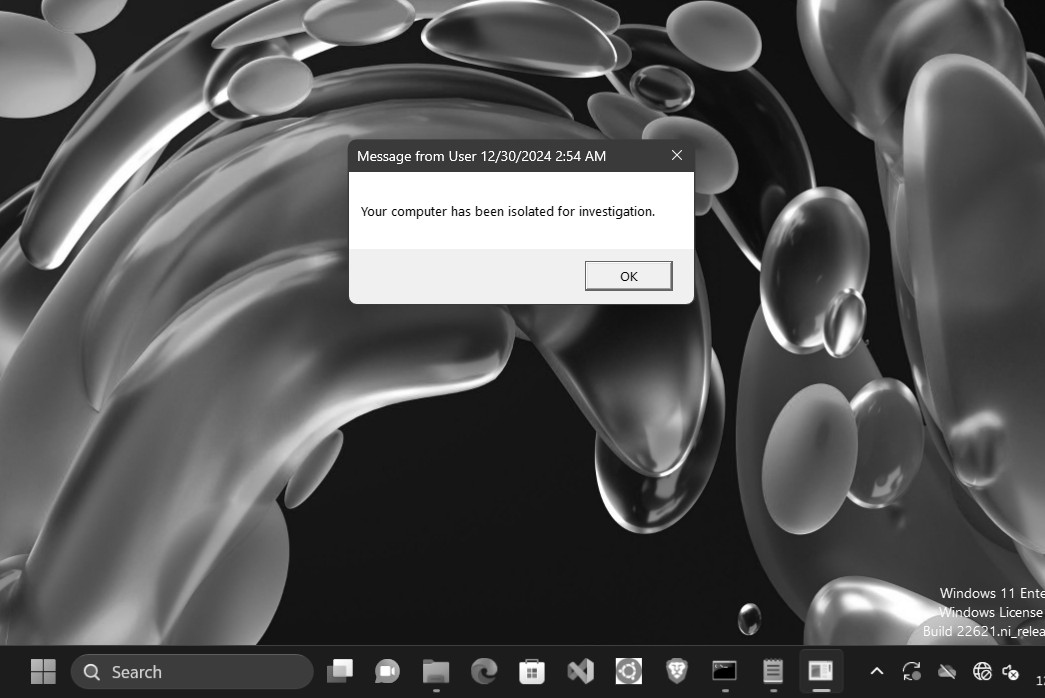 Message from User 12/30/2024 2:54 AM
Your computer has been isolated for investigation.
OK
Windows 11 Ente
Windows License
Build 22621.ni_relea
Search